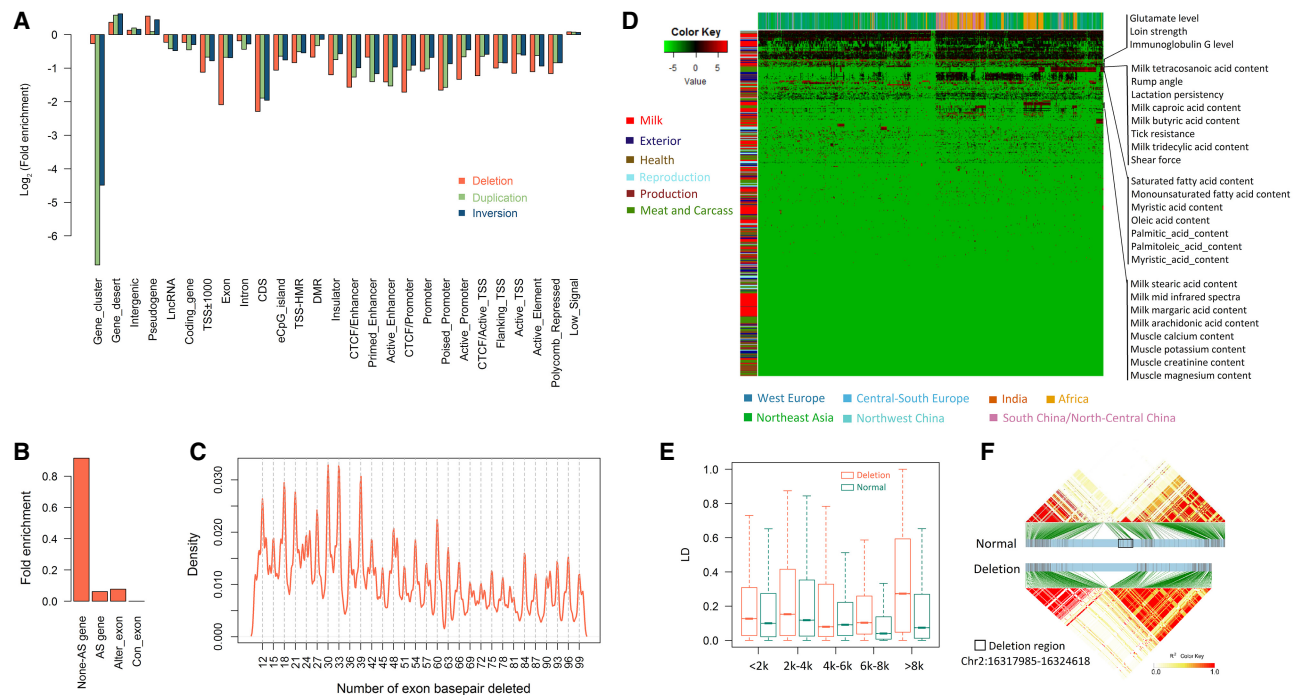 A
Log2 (Fold enrichment)
0
-1
-2
-3
-4
-5
-6
Deletion
Duplication
Inversion
Gene_cluster
Gene_desert
Intergenic
Pseudogene
LncRNA
Coding_gene
TSS±1000
Exon
Intron
CDS
eCpG_island
TSS-HMR
DMR
Insulator
CTCF/Enhancer
Primed_Enhancer
Active_Enhancer
CTCF/Promoter
Promoter
Poised_Promoter
Active_Promoter
CTCF/Active_TSS
Flanking_TSS
Active_TSS
Active_Element
Polycomb_Repressed
Low_Signal
D
Color Key
-5 0 5
Value
Milk
Exterior
Health
Reproduction
Production
Meat and Carcass
Glutamate level
Loin strength
Immunoglobulin G level
Milk tetracosanoic acid content
Rump angle
Lactation persistency
Milk caproic acid content
Milk butyric acid content
Tick resistance
Milk tridecylic acid content
Shear force
Saturated fatty acid content
Monounsaturated fatty acid content
Myristic acid content
Oleic acid content
Palmitic_acid_content
Palmitoleic_acid_content
Myristic_acid_content
Milk stearic acid content
Milk mid infrared spectra
Milk margaric acid content
Milk arachidonic acid content
Muscle calcium content
Muscle potassium content
Muscle creatinine content
Muscle magnesium content
West Europe Central-South Europe India Africa
Northeast Asia Northwest China South China/North-Central China
B
Fold enrichment
0.8
0.6
0.4
0.2
0.0
None-AS gene
AS gene
Alter_exon
Con_exon
C
Density
0.030
0.020
0.010
0.000
12 15 18 21 24 27 30 33 36 39 42 45 48 51 54 57 60 63 66 69 72 75 78 81 84 87 90 93 96 99
Number of exon basepair deleted
E
LD
1.0
0.8
0.6
0.4
0.2
0.0
Deletion
Normal
<2k 2k-4k 4k-6k 6k-8k >8k
F
Normal
Deletion
Deletion region
Chr2:16317985-16324618
R2 Color Key
0.0 1.0